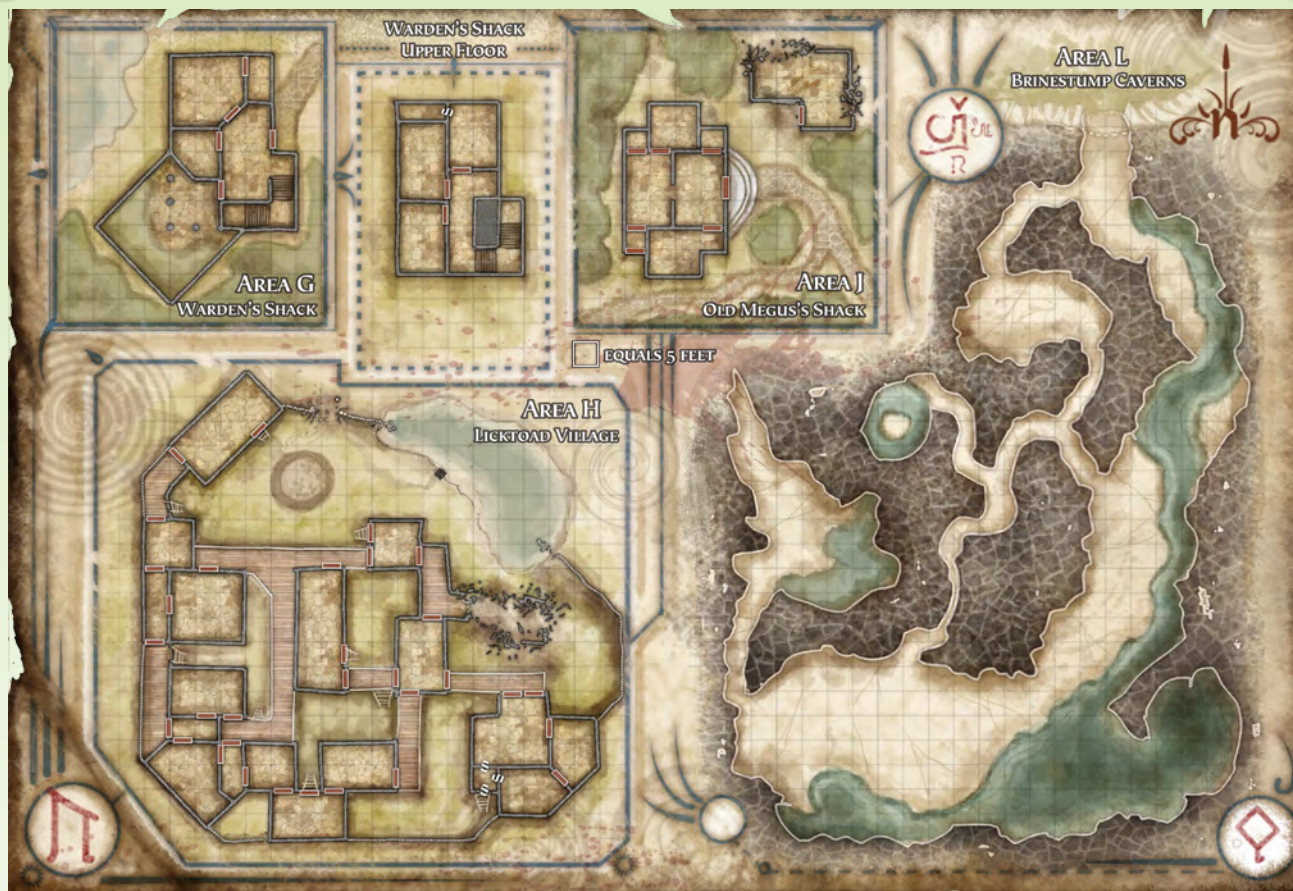 Warden's Shack
Upper Floor
Area L
Brinestump Caverns
Area G
Warden's Shack
Area J
Old Megus's Shack
equals 5 feet
Area H
Licktoad Village